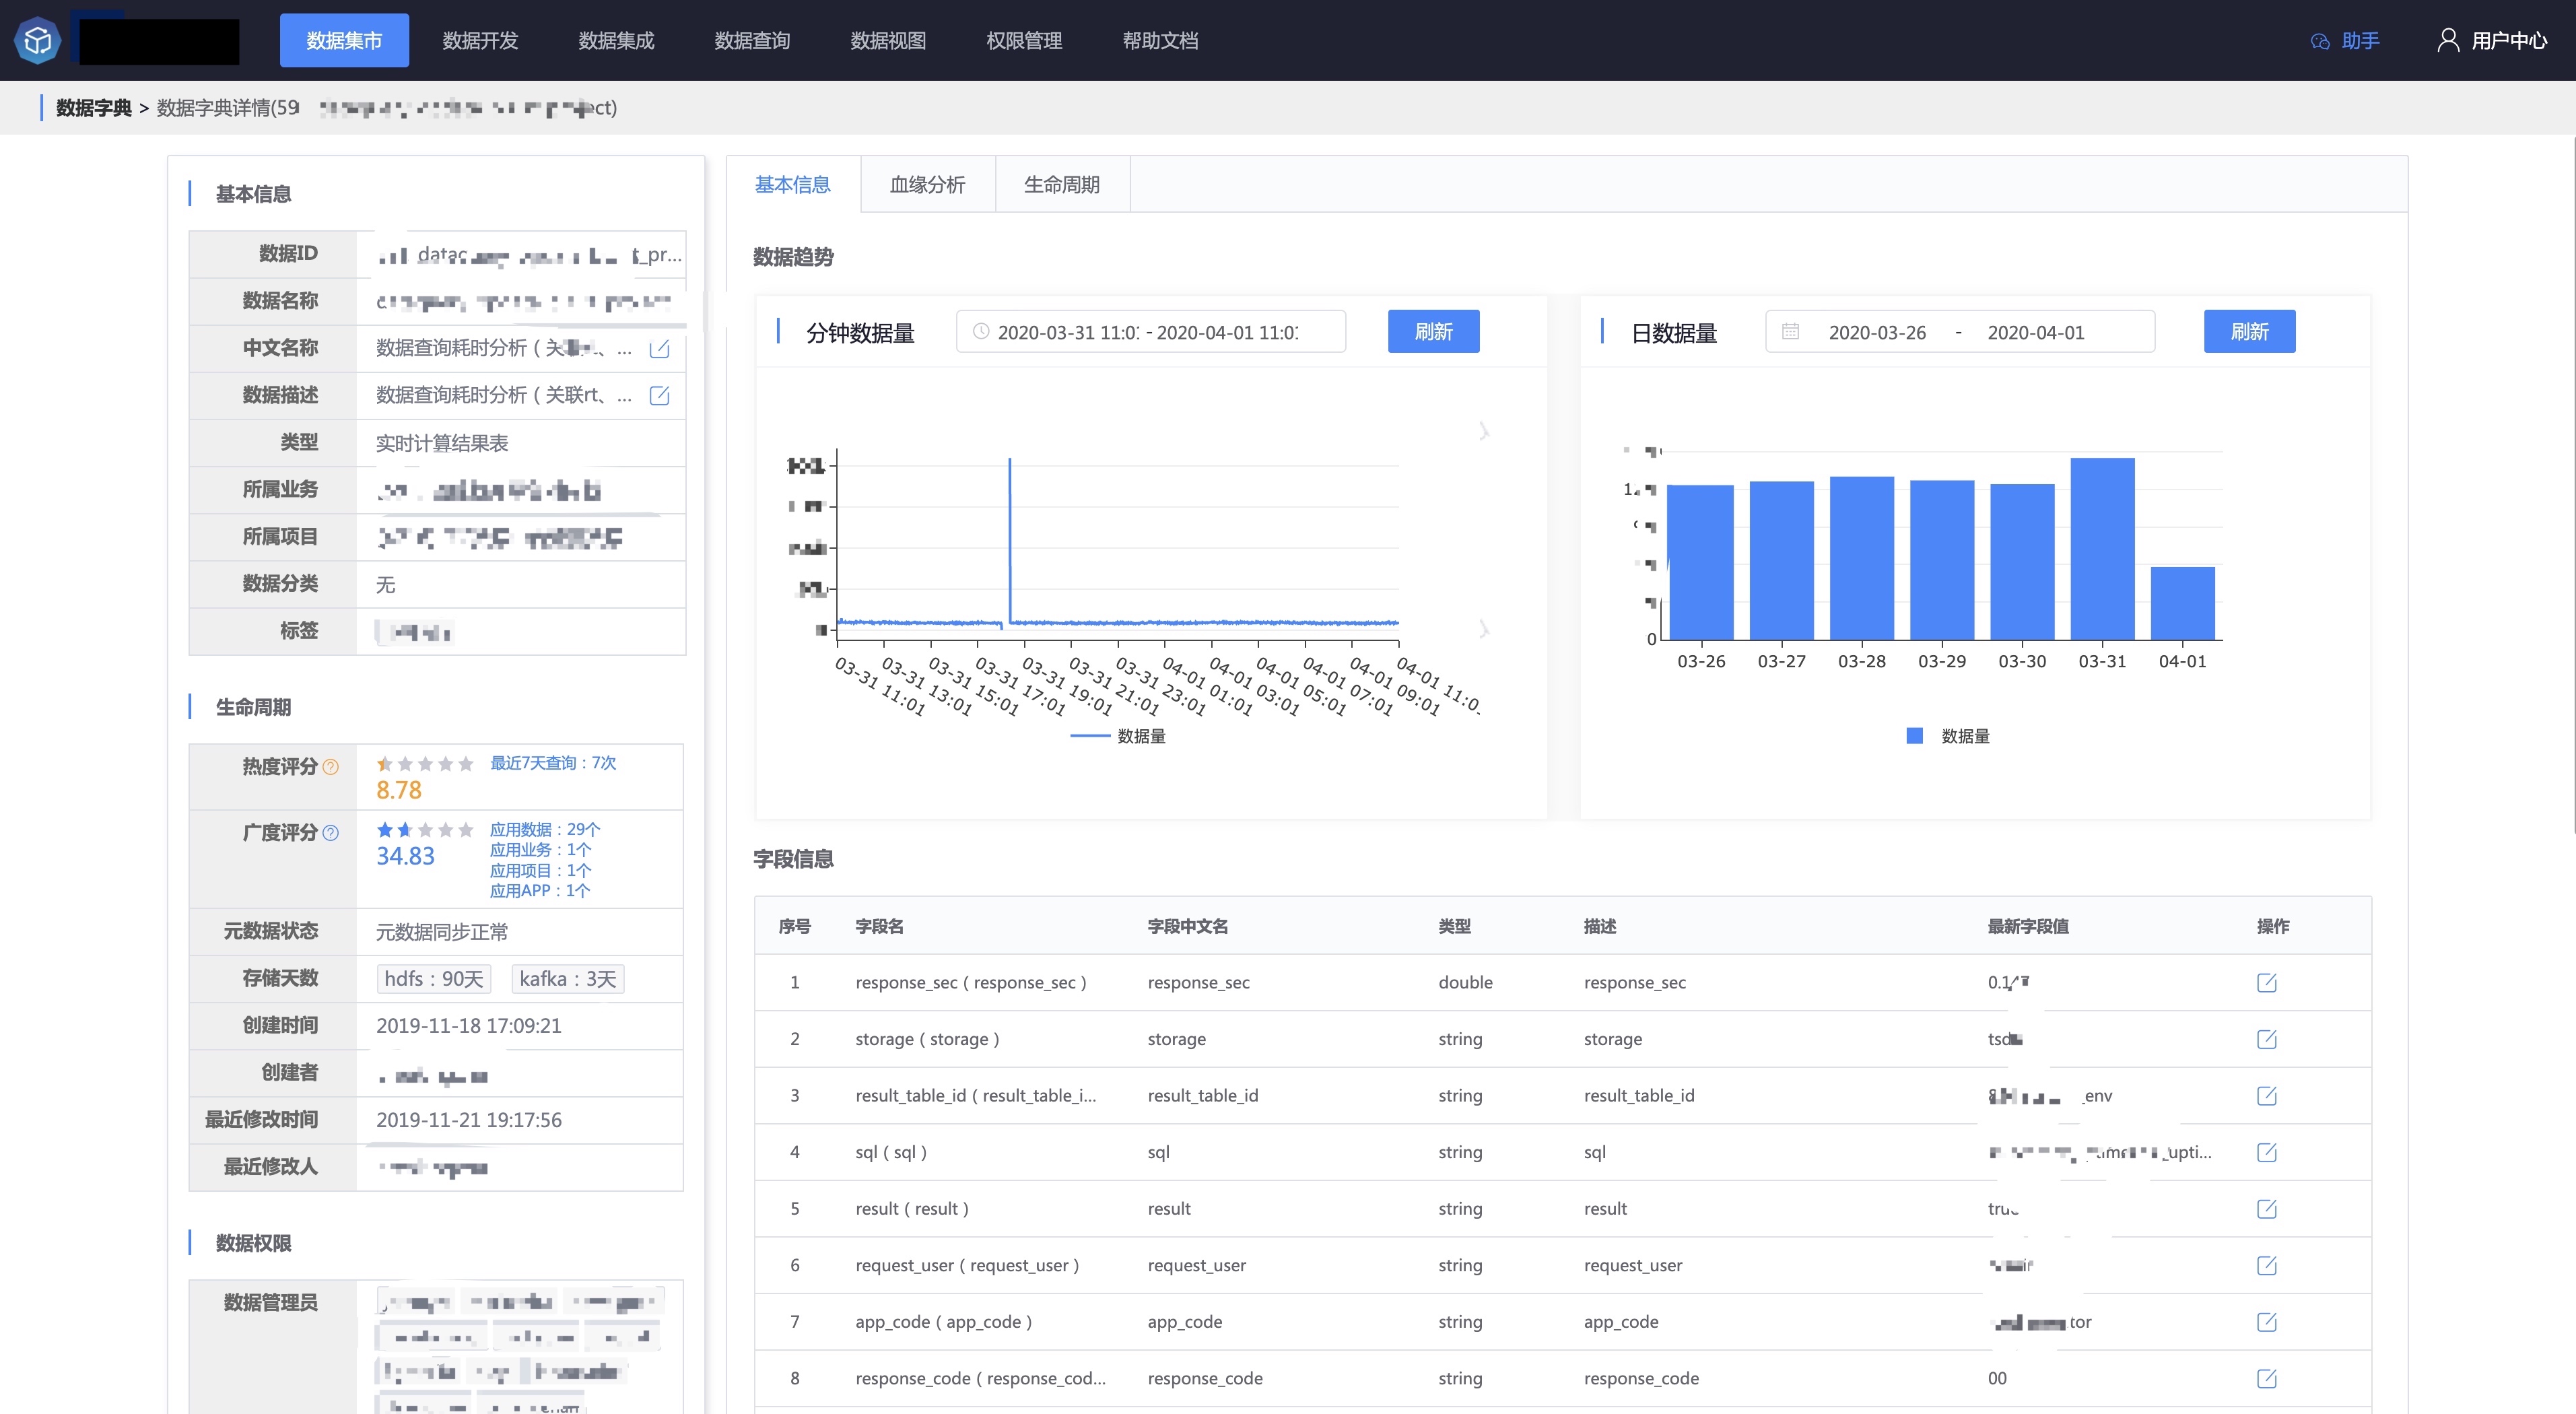 数据集市 数据开发 数据集成 数据查询 数据视图 权限管理 帮助文档 助手 用户中心
数据字典 > 数据字典详情(59 ect)
基本信息
数据ID datac t_pr...
数据名称
中文名称 数据查询耗时分析 ( 关 、 ...
数据描述 数据查询耗时分析 ( 关联rt、 ...
类型 实时计算结果表
所属业务
所属项目
数据分类 无
标签
生命周期
热度评分 最近7天查询：7次
8.78
广度评分 应用数据：29个
34.83 应用业务：1个
应用项目：1个
应用APP：1个
元数据状态 元数据同步正常
存储天数 hdfs：90天 kafka：3天
创建时间 2019-11-18 17:09:21
创建者
最近修改时间 2019-11-21 19:17:56
最近修改人
数据权限
数据管理员
基本信息 血缘分析 生命周期
数据趋势
分钟数据量 2020-03-31 11:0 - 2020-04-01 11:0 刷新
03-31 11:01 03-31 13:01 03-31 15:01 03-31 17:01 03-31 19:01 03-31 21:01 03-31 23:01 04-01 01:01 04-01 03:01 04-01 05:01 04-01 07:01 04-01 09:01 04-01 11:0
数据量
日数据量 2020-03-26 - 2020-04-01 刷新
1.
0
03-26 03-27 03-28 03-29 03-30 03-31 04-01
数据量
字段信息
序号 字段名 字段中文名 类型 描述 最新字段值 操作
1 response_sec ( response_sec ) response_sec double response_sec 0.1
2 storage ( storage ) storage string storage tsd
3 result_table_id ( result_table_i... result_table_id string result_table_id _env
4 sql ( sql ) sql string sql upti...
5 result ( result ) result string result tru
6 request_user ( request_user ) request_user string request_user
7 app_code ( app_code ) app_code string app_code tor
8 response_code ( response_cod... response_code string response_code 00